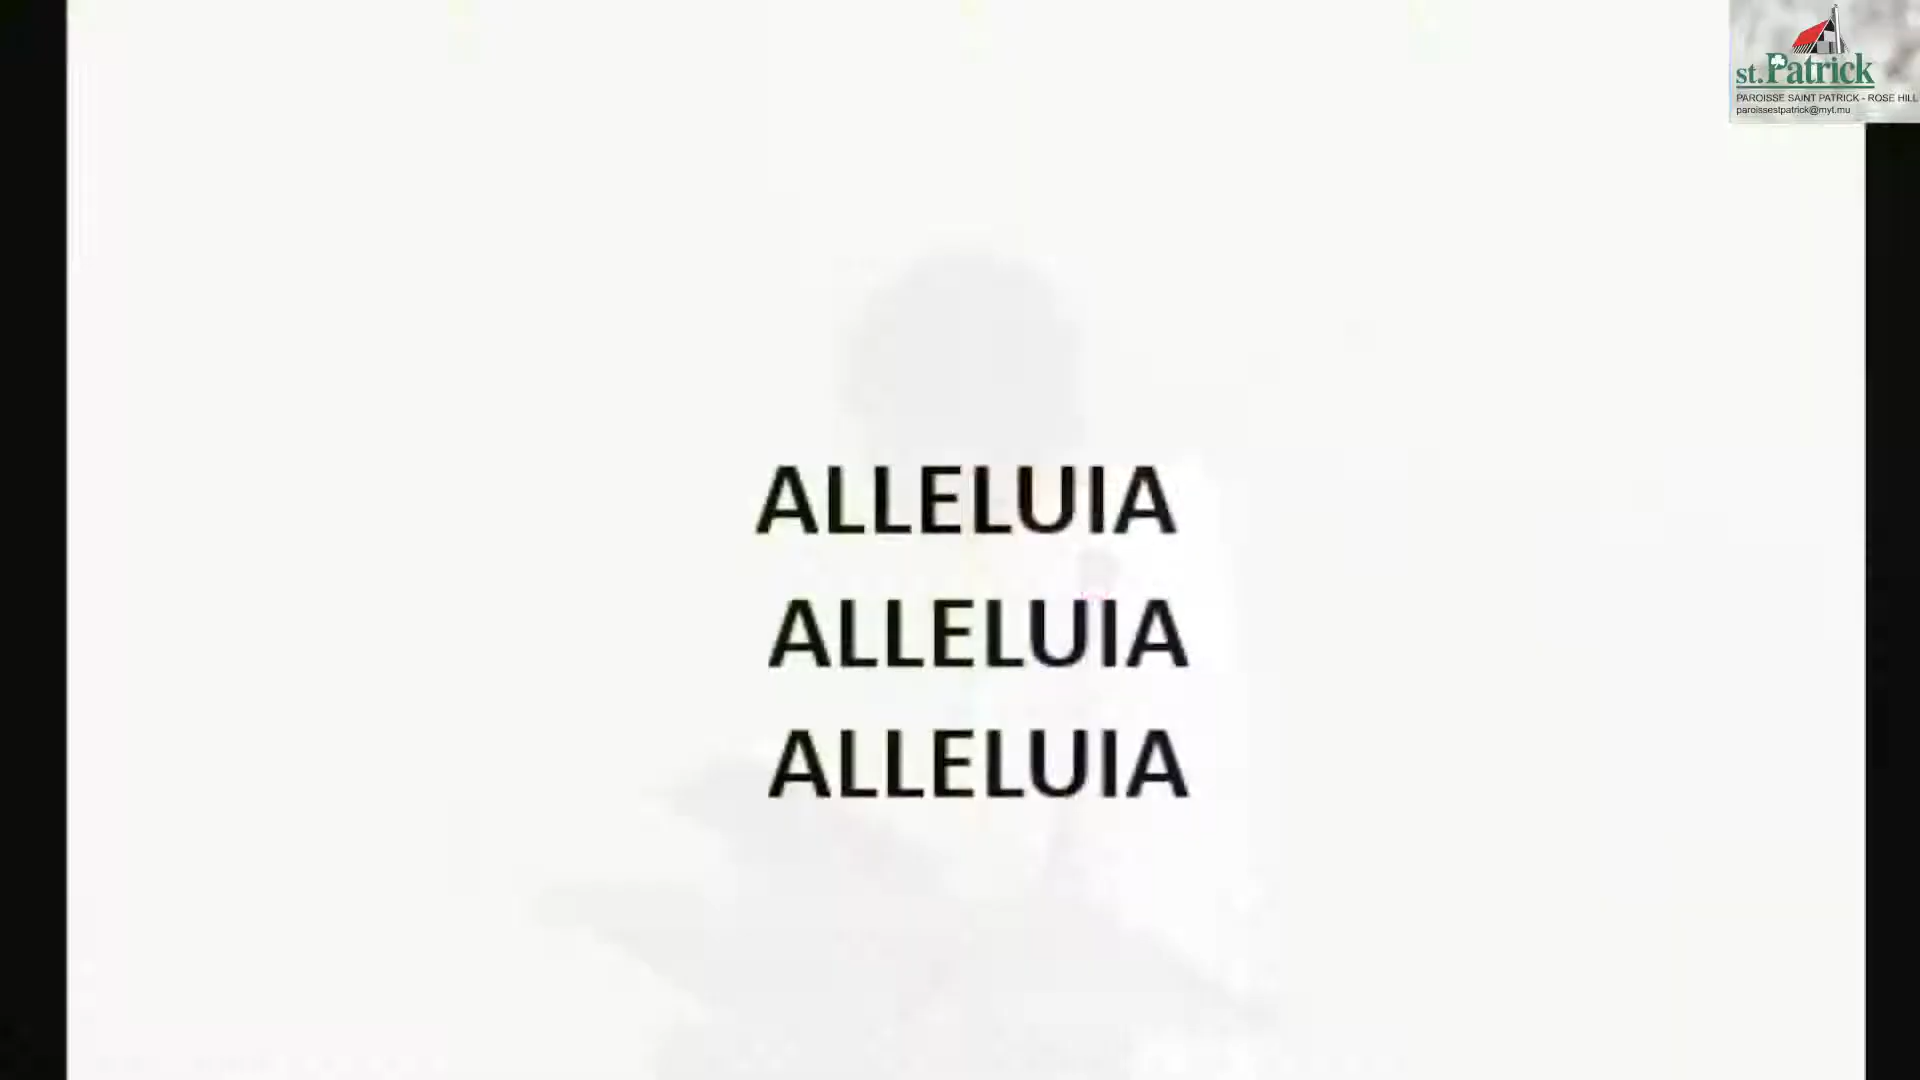 st.Patrick
PAROISSE SAINT PATRICK - ROSE HILL
paroissestpatrick@myt.mu
ALLELUIA
ALLELUIA
ALLELUIA